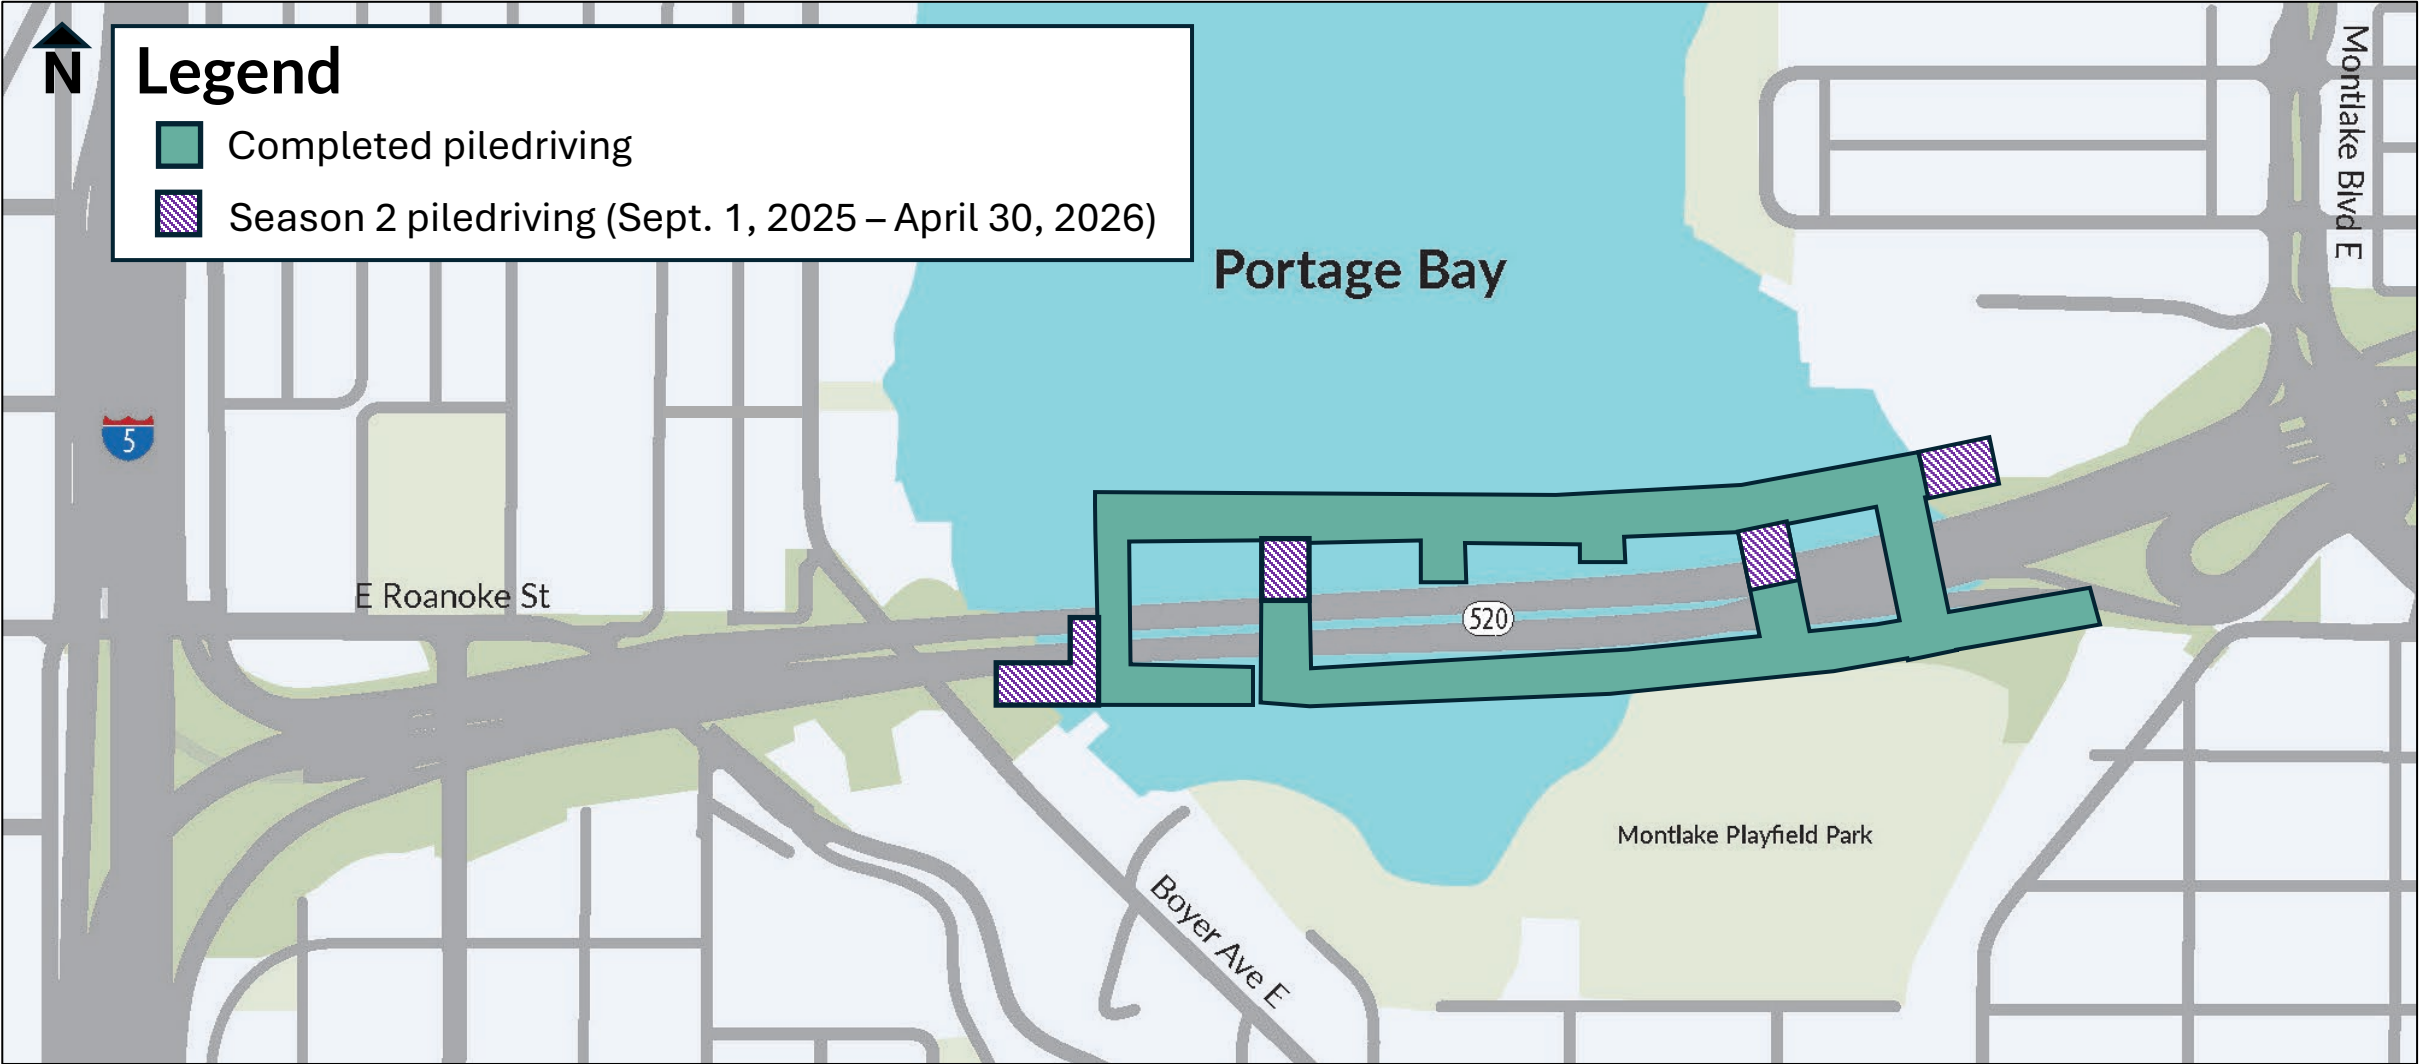 N
Legend
Completed piledriving
Season 2 piledriving (Sept. 1, 2025 – April 30, 2026)
Montlake Blvd E
Portage Bay
5
E Roanoke St
520
Montlake Playfield Park
Boyer Ave E